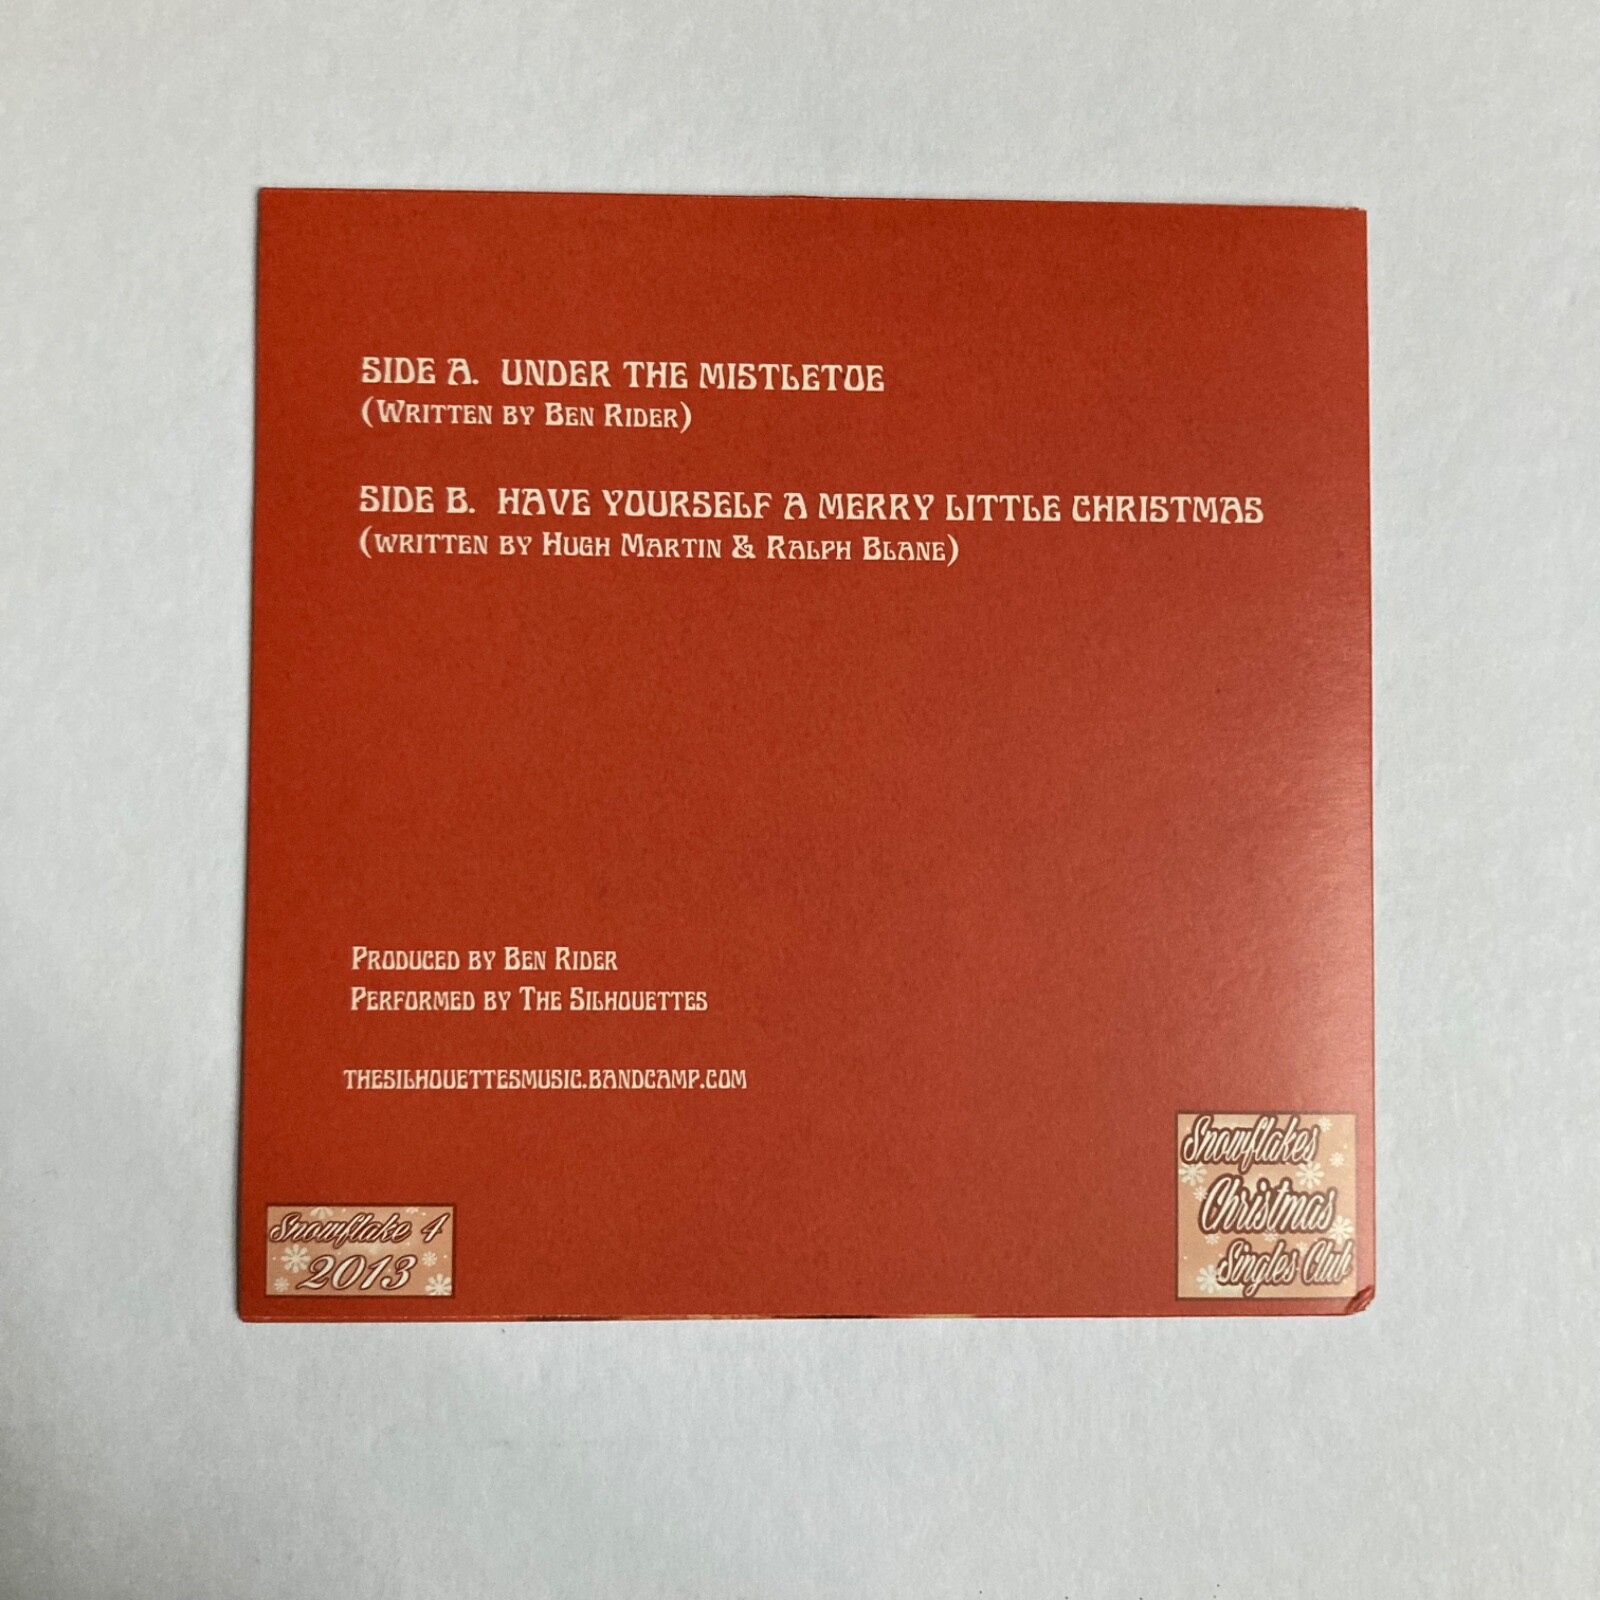 SIDE A. UNDER THE MISTLETOE
(WRITTEN BY BEN RIDER)
SIDE B. HAVE YOURSELF A MERRY LITTLE CHRISTMAS
(WRITTEN BY HUGH MARTIN & RALPH BLANE)
PRODUCED BY BEN RIDER
PERFORMED BY THE SILHOUETTES
THESILHOUETTESMUSIC.BANDCAMP.COM
Snowflake 4
2013
Snowflakes
Christmas
Singles Club